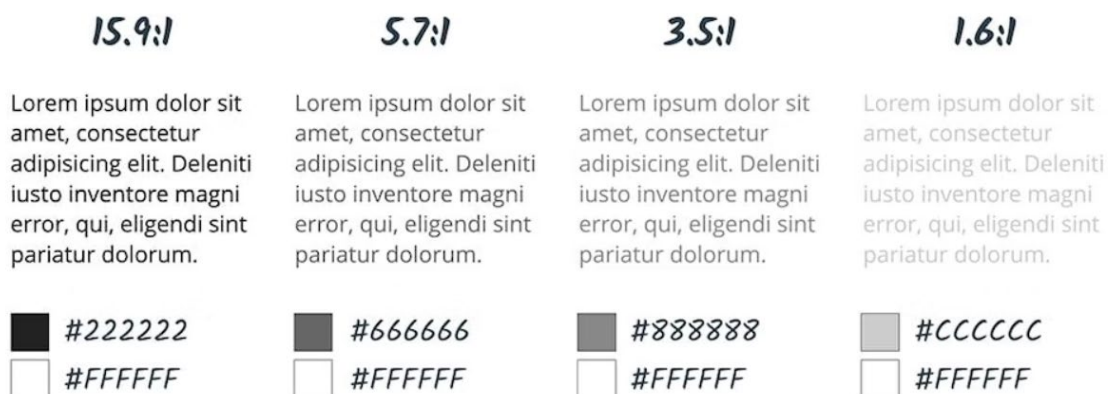 15.9:1
Lorem ipsum dolor sit
amet, consectetur
adipisicing elit. Deleniti
iusto inventore magni
error, qui, eligendi sint
pariatur dolorum.
#222222
#FFFFFF
5.7:1
Lorem ipsum dolor sit
amet, consectetur
adipisicing elit. Deleniti
iusto inventore magni
error, qui, eligendi sint
pariatur dolorum.
#666666
#FFFFFF
3.5:1
Lorem ipsum dolor sit
amet, consectetur
adipisicing elit. Deleniti
iusto inventore magni
error, qui, eligendi sint
pariatur dolorum.
#888888
#FFFFFF
1.6:1
Lorem ipsum dolor sit
amet, consectetur
adipisicing elit. Deleniti
iusto inventore magni
error, qui, eligendi sint
pariatur dolorum.
#CCCCCC
#FFFFFF